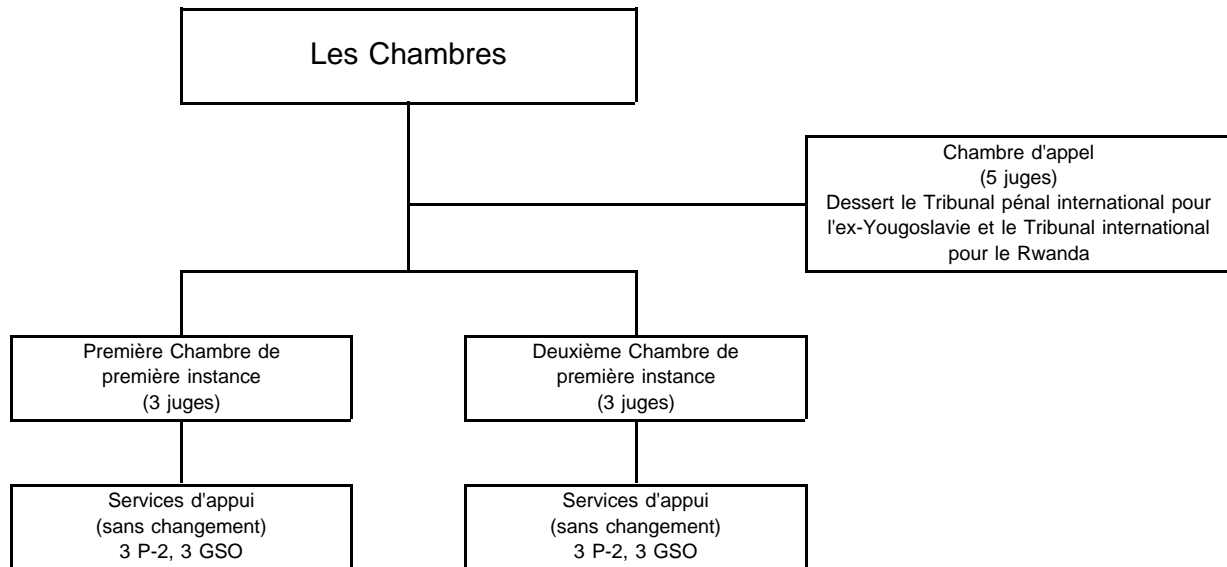 Les Chambres
Chambre d'appel
(5 juges)
Dessert le Tribunal pénal international pour
l'ex-Yougoslavie et le Tribunal international
pour le Rwanda
Première Chambre de
première instance
(3 juges)
Deuxième Chambre de
première instance
(3 juges)
Services d'appui
(sans changement)
3 P-2, 3 GSO
Services d'appui
(sans changement)
3 P-2, 3 GSO